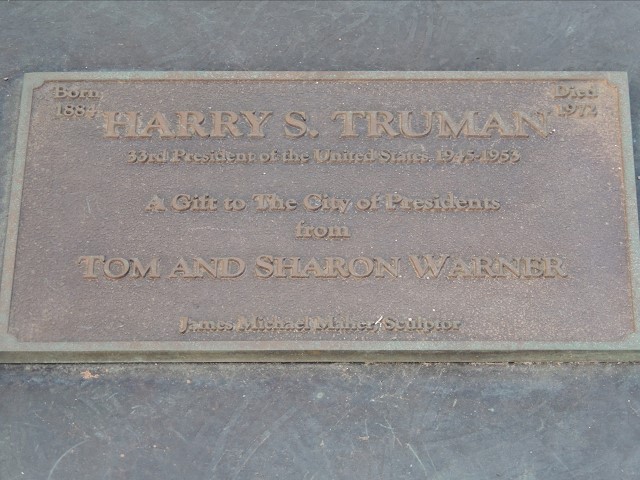 Born Died
1884 1972
HARRY S. TRUMAN
33rd President of the United States, 1945-1953
A Gift to The City of Presidents
from
TOM AND SHARON WARNER
James Michael Maher, Sculptor